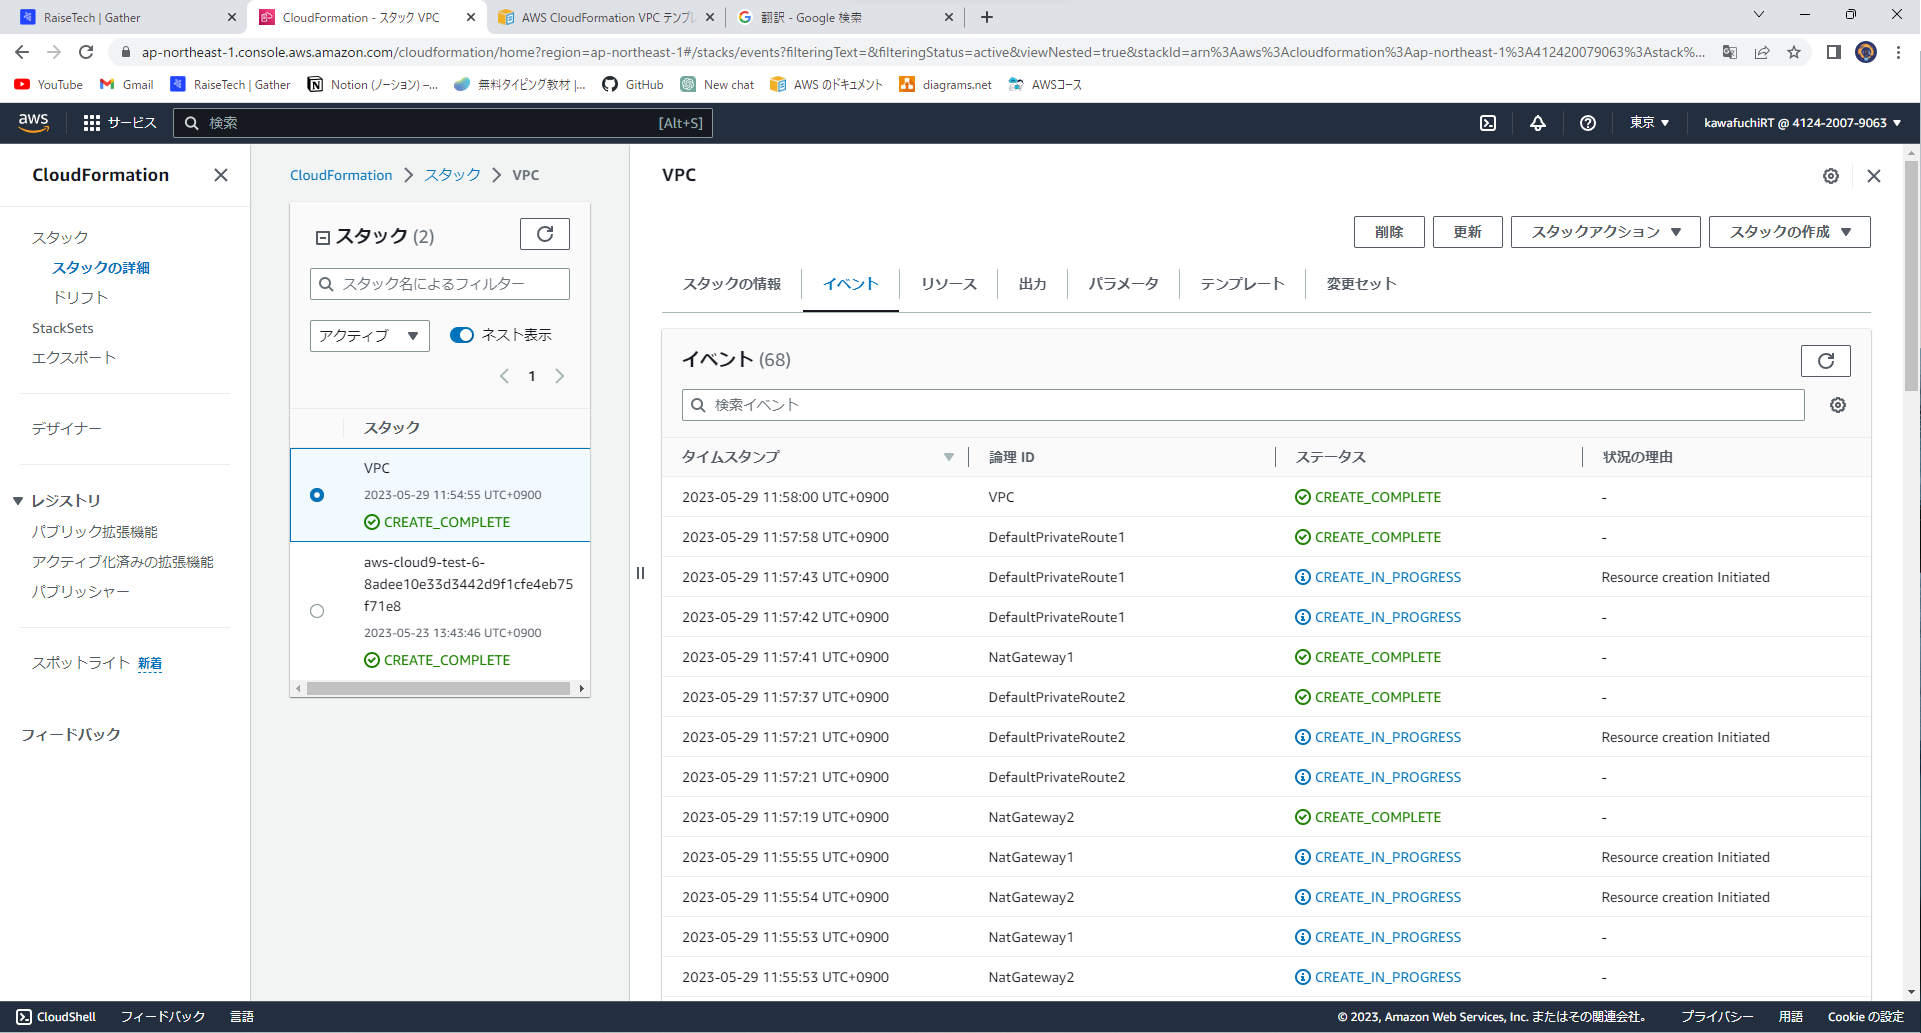 RaiseTech | Gather
CloudFormation - スタック VPC
AWS CloudFormation VPC テンプレ
翻訳 - Google 検索
ap-northeast-1.console.aws.amazon.com/cloudformation/home?region=ap-northeast-1#/stacks/events?filteringText=&filteringStatus=active&viewNested=true&stackId=arn%3Aaws%3Acloudformation%3Aap-northeast-1%3A412420079063%3Astack%...
YouTube
Gmail
RaiseTech | Gather
Notion (ノーション) –...
無料タイピング教材 |...
GitHub
New chat
AWS のドキュメント
diagrams.net
AWSコース
aws
サービス
検索
[Alt+S]
東京
kawafuchiRT @ 4124-2007-9063
CloudFormation
スタック
スタックの詳細
ドリフト
StackSets
エクスポート
デザイナー
レジストリ
パブリック拡張機能
アクティブ化済みの拡張機能
パブリッシャー
スポットライト 新着
フィードバック
CloudFormation
スタック
VPC
スタック (2)
スタック名によるフィルター
アクティブ
ネスト表示
1
スタック
VPC
2023-05-29 11:54:55 UTC+0900
CREATE_COMPLETE
aws-cloud9-test-6-
8adee10e33d3442d9f1cfe4eb75
f71e8
2023-05-23 13:43:46 UTC+0900
CREATE_COMPLETE
VPC
削除
更新
スタックアクション
スタックの作成
スタックの情報
イベント
リソース
出力
パラメータ
テンプレート
変更セット
イベント (68)
検索イベント
タイムスタンプ 論理 ID ステータス 状況の理由
2023-05-29 11:58:00 UTC+0900 VPC CREATE_COMPLETE -
2023-05-29 11:57:58 UTC+0900 DefaultPrivateRoute1 CREATE_COMPLETE -
2023-05-29 11:57:43 UTC+0900 DefaultPrivateRoute1 CREATE_IN_PROGRESS Resource creation Initiated
2023-05-29 11:57:42 UTC+0900 DefaultPrivateRoute1 CREATE_IN_PROGRESS -
2023-05-29 11:57:41 UTC+0900 NatGateway1 CREATE_COMPLETE -
2023-05-29 11:57:37 UTC+0900 DefaultPrivateRoute2 CREATE_COMPLETE -
2023-05-29 11:57:21 UTC+0900 DefaultPrivateRoute2 CREATE_IN_PROGRESS Resource creation Initiated
2023-05-29 11:57:21 UTC+0900 DefaultPrivateRoute2 CREATE_IN_PROGRESS -
2023-05-29 11:57:19 UTC+0900 NatGateway2 CREATE_COMPLETE -
2023-05-29 11:55:55 UTC+0900 NatGateway1 CREATE_IN_PROGRESS Resource creation Initiated
2023-05-29 11:55:54 UTC+0900 NatGateway2 CREATE_IN_PROGRESS Resource creation Initiated
2023-05-29 11:55:53 UTC+0900 NatGateway1 CREATE_IN_PROGRESS -
2023-05-29 11:55:53 UTC+0900 NatGateway2 CREATE_IN_PROGRESS -
CloudShell
フィードバック
言語
© 2023, Amazon Web Services, Inc. またはその関連会社。
プライバシー
用語
Cookie の設定